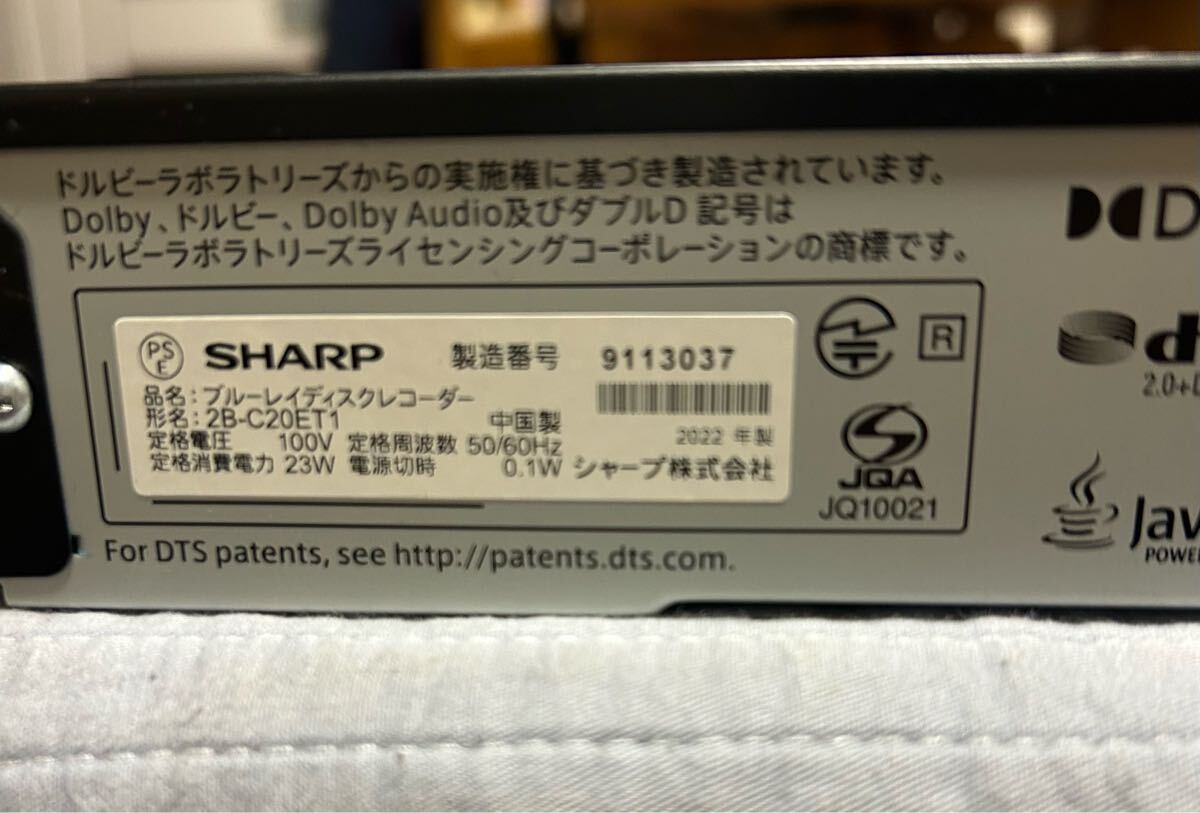 ドルビーラボラトリーズからの実施権に基づき製造されています。
Dolby、ドルビー、Dolby Audio及びダブルD 記号は
ドルビーラボラトリーズライセンシングコーポレーションの商標です。
D
PS
E
SHARP 製造番号 9113037
品名:ブルーレイディスクレコーダー
形名:2B-C20ET1 中国製
定格電圧 100V 定格周波数 50/60Hz 2022 年製
定格消費電力 23W 電源切時 0.1W シャープ株式会社
R
JQA
JQ10021
d
2.0+
Jav
POWE
For DTS patents, see http://patents.dts.com.